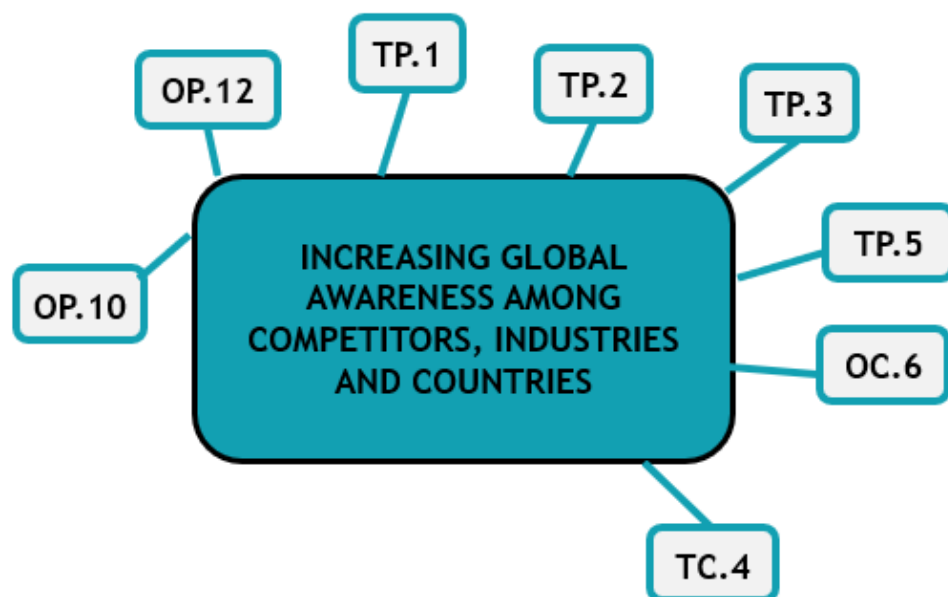 TP.1
OP.12
TP.2
TP.3
TP.5
OP.10
INCREASING GLOBAL
AWARENESS AMONG
COMPETITORS, INDUSTRIES
AND COUNTRIES
OC.6
TC.4